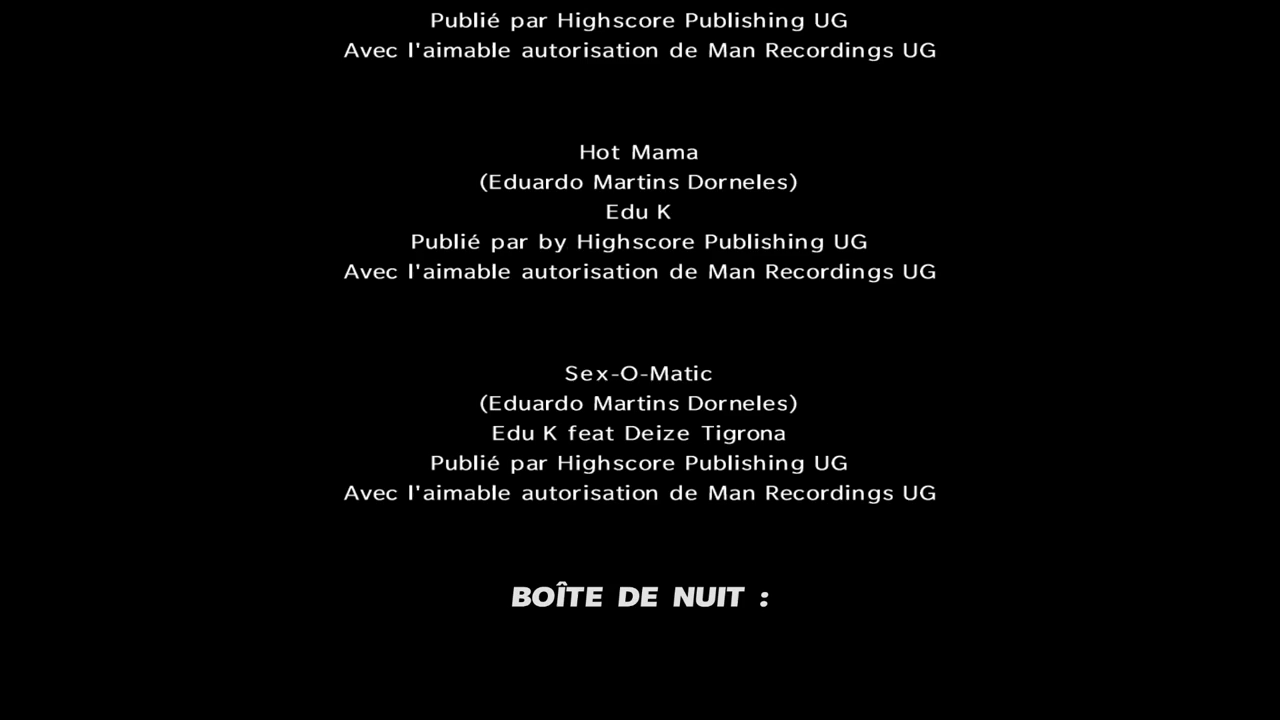 Publié par Highscore Publishing UG
Avec l'aimable autorisation de Man Recordings UG
Hot Mama
(Eduardo Martins Dorneles)
Edu K
Publié par by Highscore Publishing UG
Avec l'aimable autorisation de Man Recordings UG
Sex-O-Matic
(Eduardo Martins Dorneles)
Edu K feat Deize Tigrona
Publié par Highscore Publishing UG
Avec l'aimable autorisation de Man Recordings UG
BOÎTE DE NUIT :